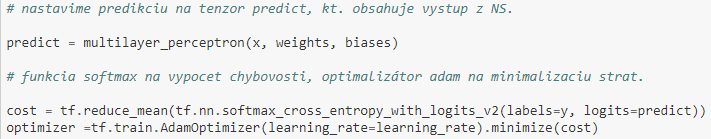 # nastavime predikciu na tenzor predict, kt. obsahuje vystup z NS.
predict = multilayer_perceptron(x, weights, biases)
# funkcia softmax na vypocet chybovosti, optimalizátor adam na minimalizaciu strat.
cost = tf.reduce_mean(tf.nn.softmax_cross_entropy_with_logits_v2(labels=y, logits=predict))
optimizer =tf.train.AdamOptimizer(learning_rate=learning_rate).minimize(cost)